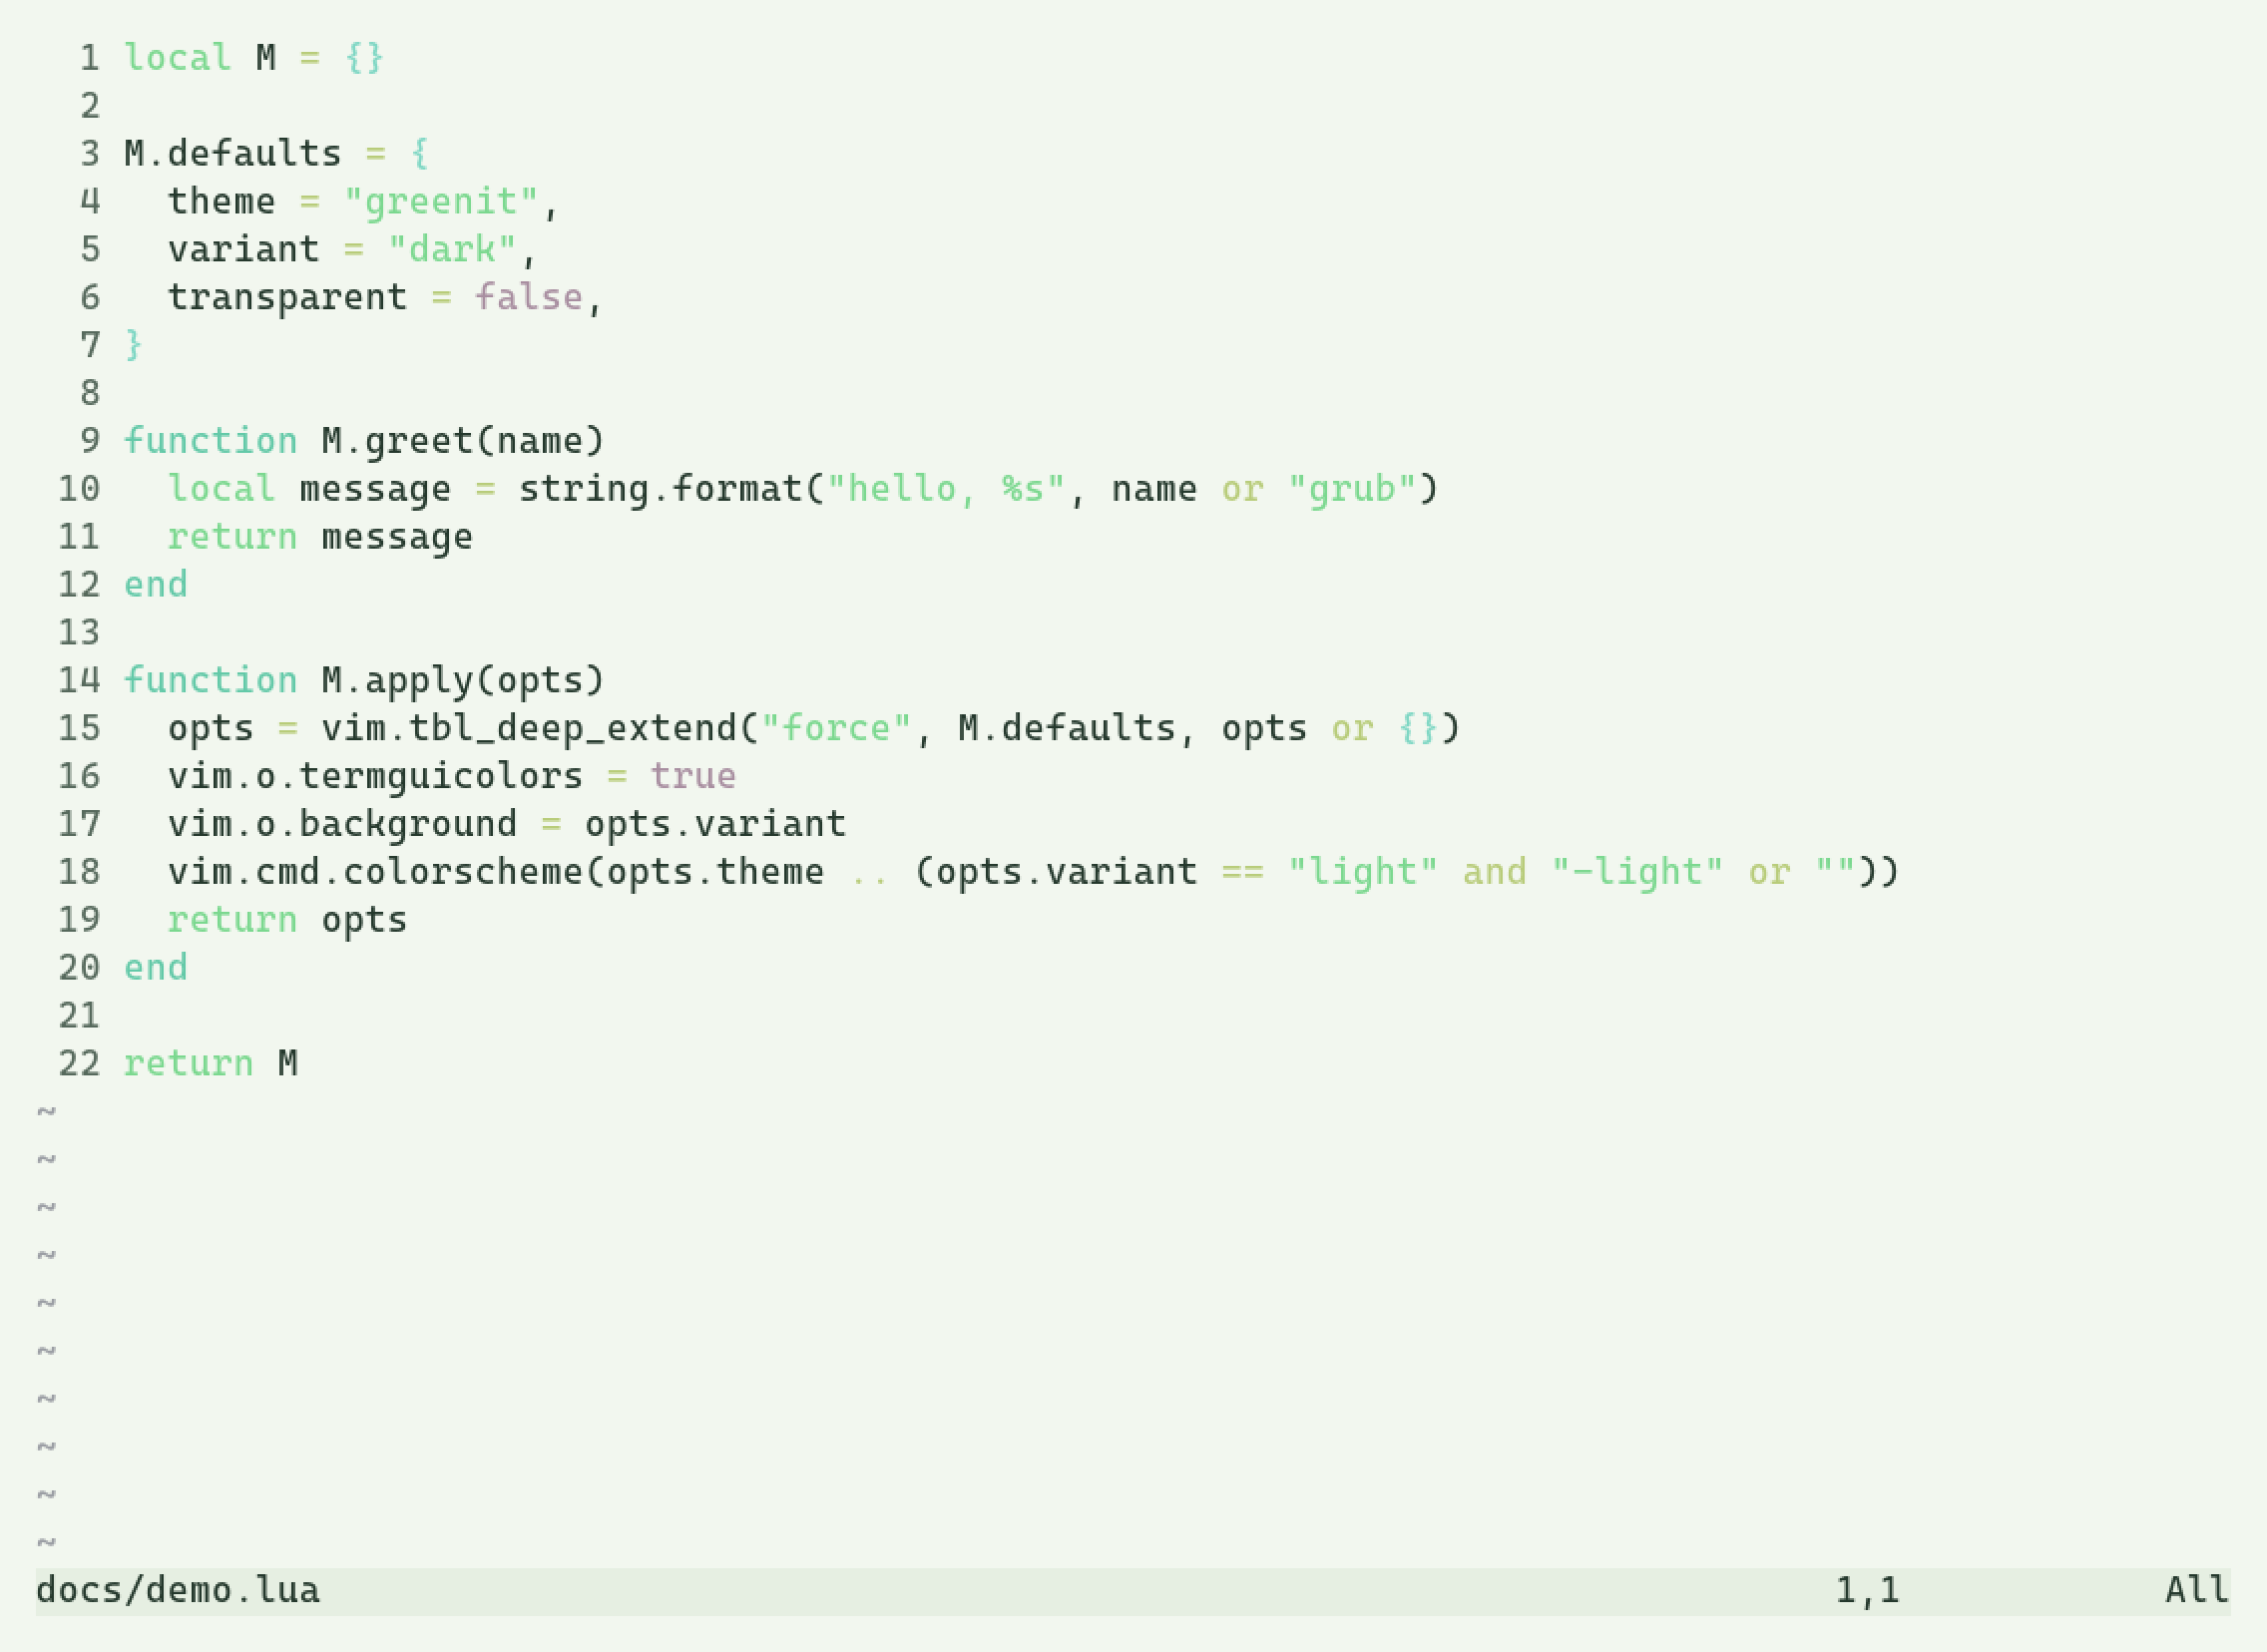 1 local M = {}
2
3 M.defaults = {
4   theme = "greenit",
5   variant = "dark",
6   transparent = false,
7 }
8
9 function M.greet(name)
10   local message = string.format("hello, %s", name or "grub")
11   return message
12 end
13
14 function M.apply(opts)
15   opts = vim.tbl_deep_extend("force", M.defaults, opts or {})
16   vim.o.termguicolors = true
17   vim.o.background = opts.variant
18   vim.cmd.colorscheme(opts.theme .. (opts.variant == "light" and "-light" or ""))
19   return opts
20 end
21
22 return M
~
~
~
~
~
~
~
~
~
~
docs/demo.lua 1,1 All